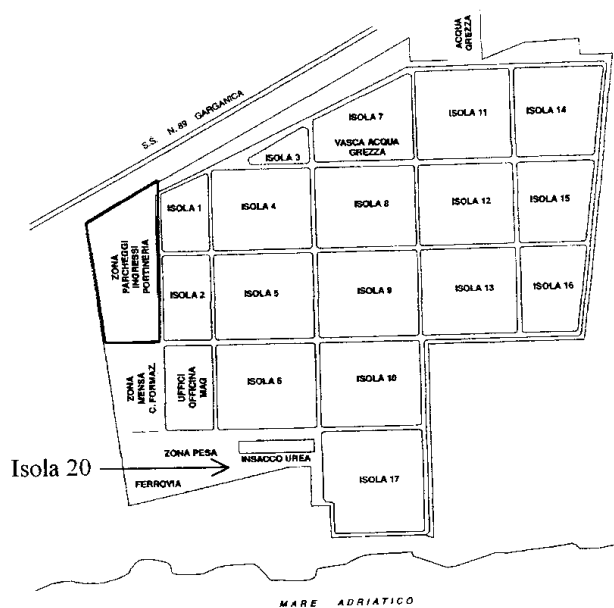 ACQUA
GREZZA
S.S. N. 89 GARGANICA
ISOLA 7
VASCA ACQUA
GREZZA
ISOLA 11
ISOLA 14
ISOLA 3
ISOLA 1
ISOLA 4
ISOLA 8
ISOLA 12
ISOLA 15
ZONA
PARCHEGGI
INGRESSI
PORTINERIA
ISOLA 2
ISOLA 5
ISOLA 9
ISOLA 13
ISOLA 16
ZONA
MENSA
C. FORMAZ.
UFFICI
OFFICINA
MAG
ISOLA 6
ISOLA 10
ZONA PESA
INSACCO UREA
Isola 20
FERROVIA
ISOLA 17
MARE ADRIATICO